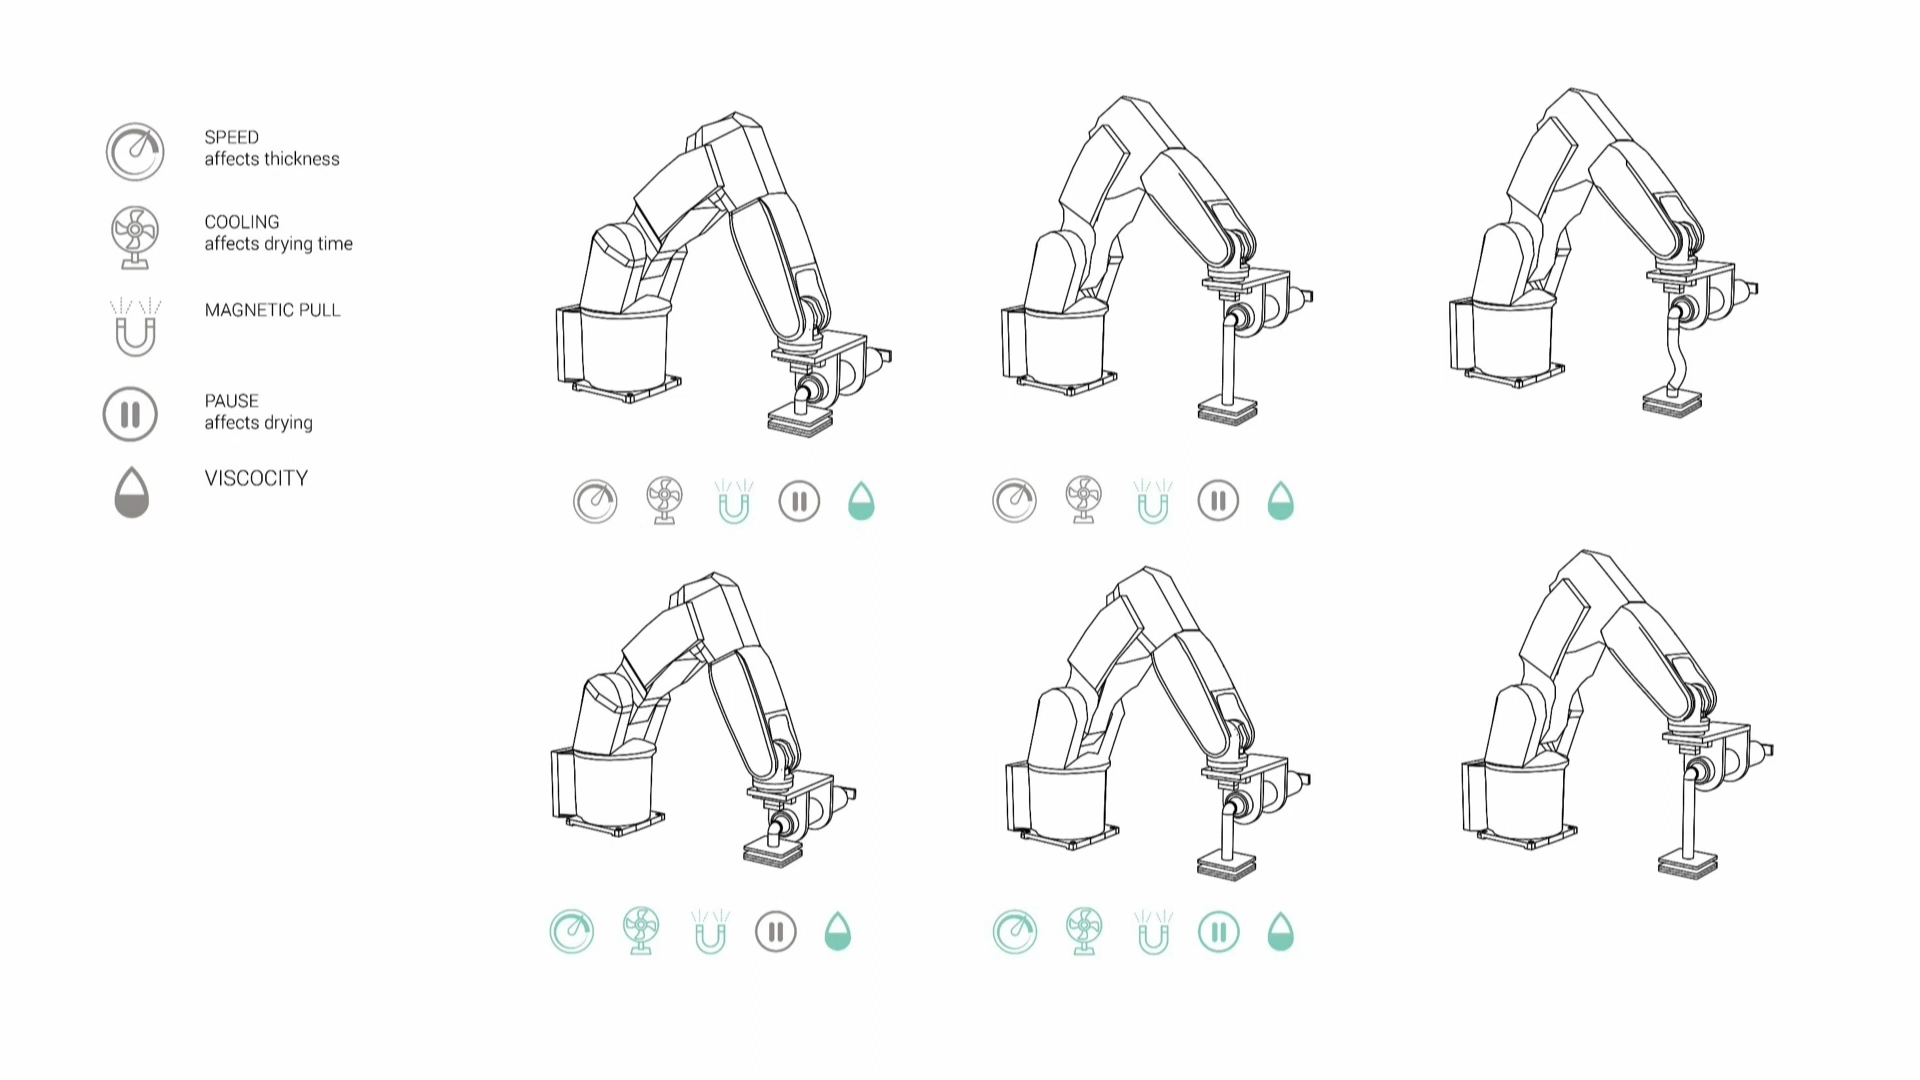 SPEED
affects thickness
COOLING
affects drying time
MAGNETIC PULL
PAUSE
affects drying
VISCOCITY